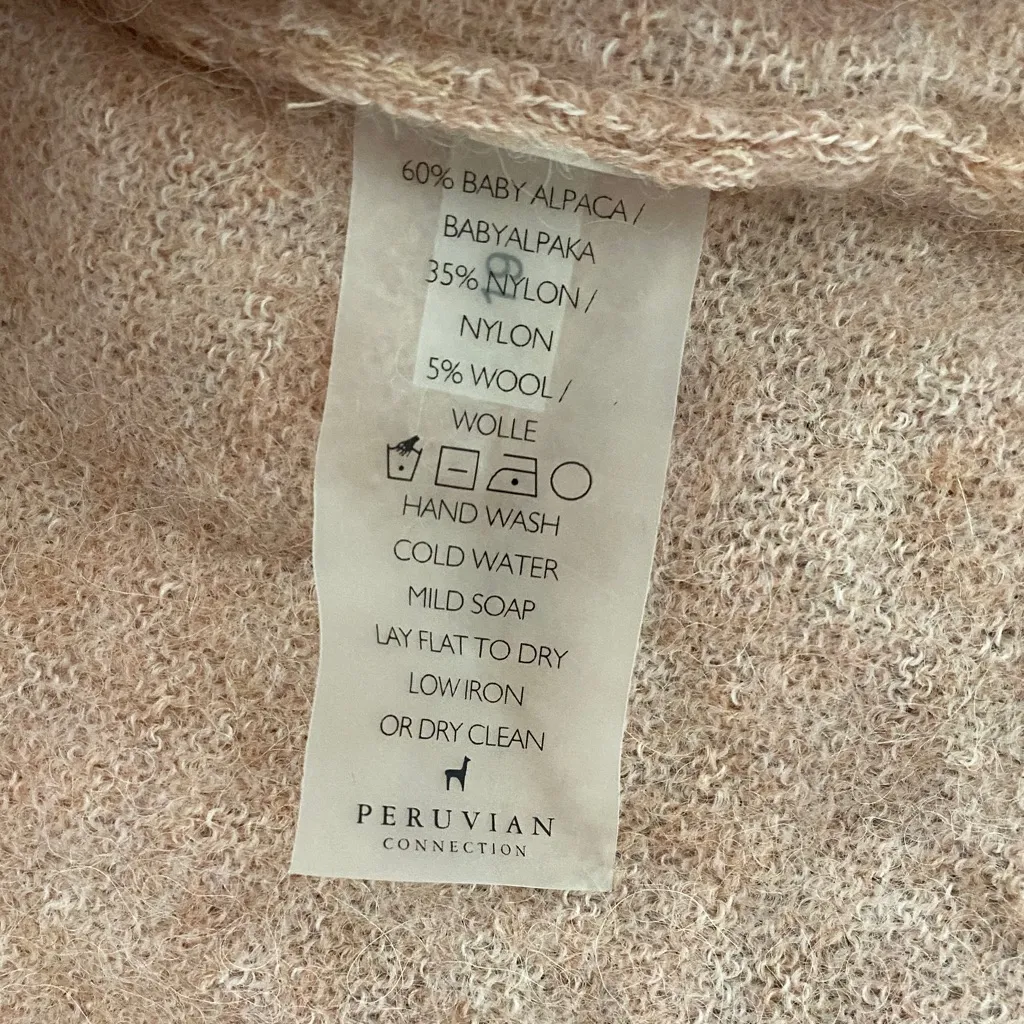 60% BABY ALPACA /
BABYALPAKA
35% NYLON /
NYLON
5% WOOL /
WOLLE
HAND WASH
COLD WATER
MILD SOAP
LAY FLAT TO DRY
LOW IRON
OR DRY CLEAN
PERUVIAN
CONNECTION